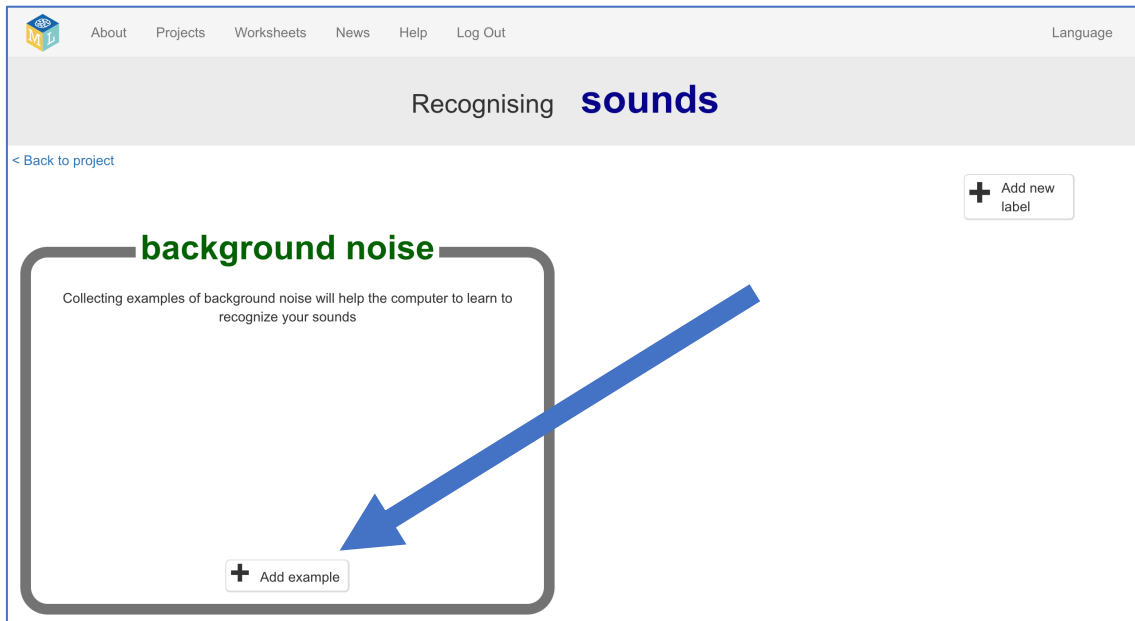 M L About Projects Worksheets News Help Log Out Language
Recognising sounds
< Back to project
Add new
label
background noise
Collecting examples of background noise will help the computer to learn to
recognize your sounds
Add example